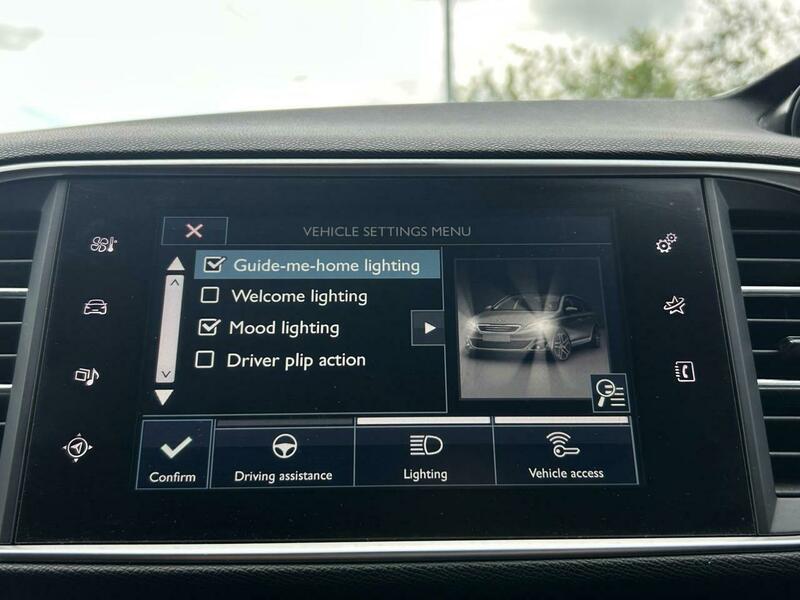 VEHICLE SETTINGS MENU
Guide-me-home lighting
Welcome lighting
Mood lighting
Driver plip action
Confirm
Driving assistance
Lighting
Vehicle access